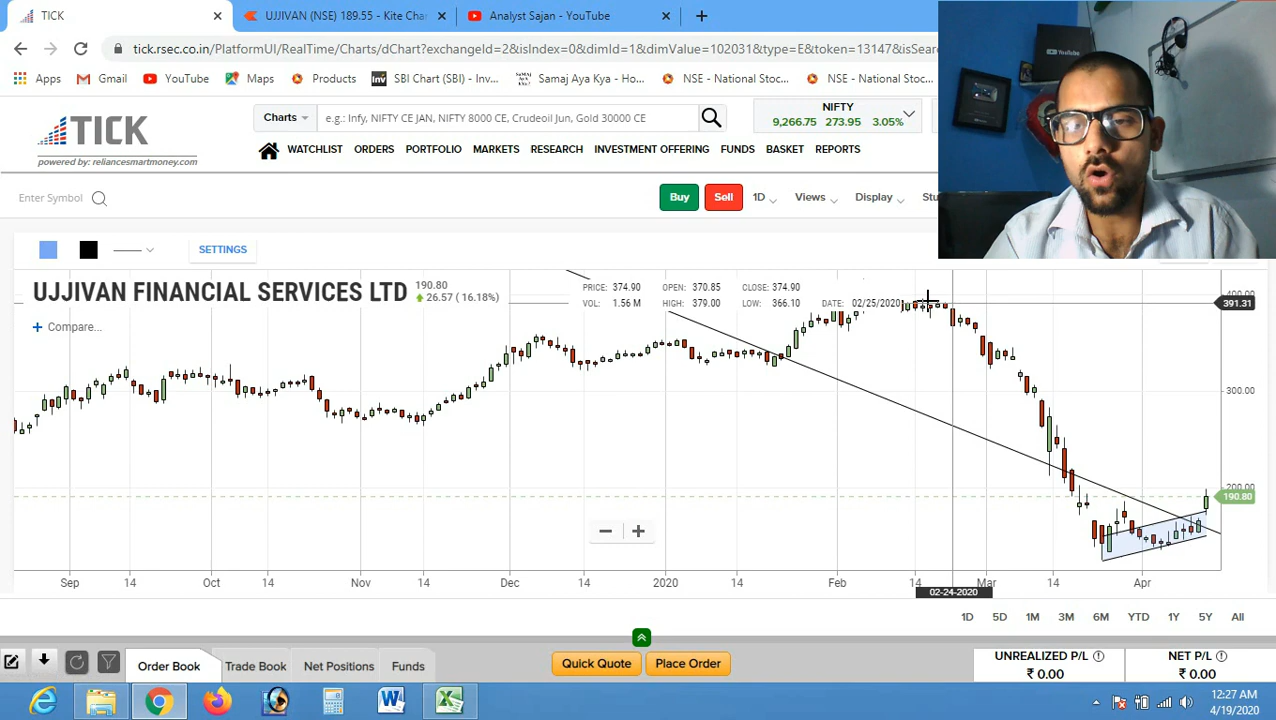 TICK
UJJIVAN (NSE) 189.55 - Kite Char
Analyst Sajan - YouTube
tick.rsec.co.in/PlatformUI/RealTime/Charts/dChart?exchangeId=2&isIndex=0&dimId=1&dimValue=102031&type=E&token=13147&isSear
Apps
Gmail
YouTube
Maps
Products
Inv SBI Chart (SBI) - Inv...
Samaj Aya Kya - Ho...
NSE - National Stoc...
NSE - National Stoc...
YouTube
TICK
powered by: reliancesmartmoney.com
Charts
e.g.: Infy, NIFTY CE JAN, NIFTY 8000 CE, Crudeoil Jun, Gold 30000 CE
NIFTY
9,266.75 273.95 3.05%
WATCHLIST ORDERS PORTFOLIO MARKETS RESEARCH INVESTMENT OFFERING FUNDS BASKET REPORTS
Enter Symbol
Buy Sell 1D Views Display Stu
SETTINGS
UJJIVAN FINANCIAL SERVICES LTD
190.80
26.57 (16.18%)
PRICE: 374.90 OPEN: 370.85 CLOSE: 374.90
VOL: 1.56 M HIGH: 379.00 LOW: 366.10 DATE: 02/25/2020
+ Compare...
400.00
391.31
300.00
200.00
190.80
Sep 14 Oct 14 Nov 14 Dec 14 2020 14 Feb 14 Mar 14 Apr
02-24-2020
1D 5D 1M 3M 6M YTD 1Y 5Y All
Order Book Trade Book Net Positions Funds
Quick Quote Place Order
UNREALIZED P/L NET P/L
₹ 0.00 ₹ 0.00
12:27 AM
4/19/2020